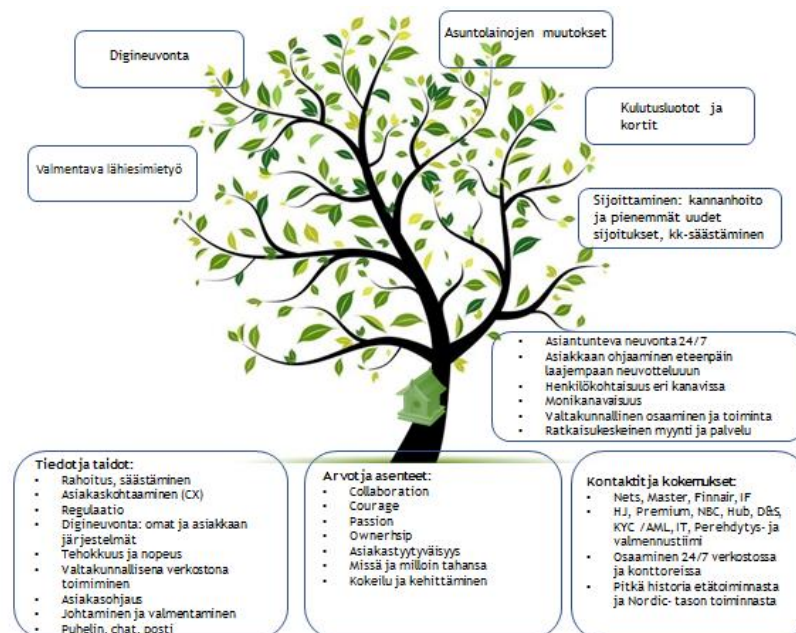 Digineuvonta
Asuntolainojen muutokset
Kulutusluotot ja
kortit
Valmentava lähiesimietyö
Sijoittaminen: kannanhoito
ja pienemmät uudet
sijoitukset, kk-säästäminen
• Asiantunteva neuvonta 24/7
• Asiakkaan ohjaaminen eteenpäin
laajempaan neuvotteluuun
• Henkilökohtaisuus eri kanavissa
• Monikanavaisuus
• Valtakunnallinen osaaminen ja toiminta
• Ratkaisukeskeinen myynti ja palvelu
Tiedot ja taidot:
• Rahoitus, säästäminen
• Asiakaskohtaaminen (CX)
• Regulaatio
• Digineuvonta: omat ja asiakkaan
järjestelmät
• Tehokkuus ja nopeus
• Valtakunnallisena verkostona
toimiminen
• Asiakasohjaus
• Johtaminen ja valmentaminen
• Puhelin, chat, posti
Arvot ja asenteet:
• Collaboration
• Courage
• Passion
• Ownerhsip
• Asiakastyytyväisyys
• Missä ja milloin tahansa
• Kokeilu ja kehittäminen
Kontaktit ja kokemukset:
• Nets, Master, Finnair, IF
• HJ, Premium, NBC, Hub, D&S,
KYC /AML, IT, Perehdytys- ja
valmennustiimi
• Osaaminen 24/7 verkostossa
ja konttoreissa
• Pitkä historia etätoiminnasta
ja Nordic- tason toiminnasta